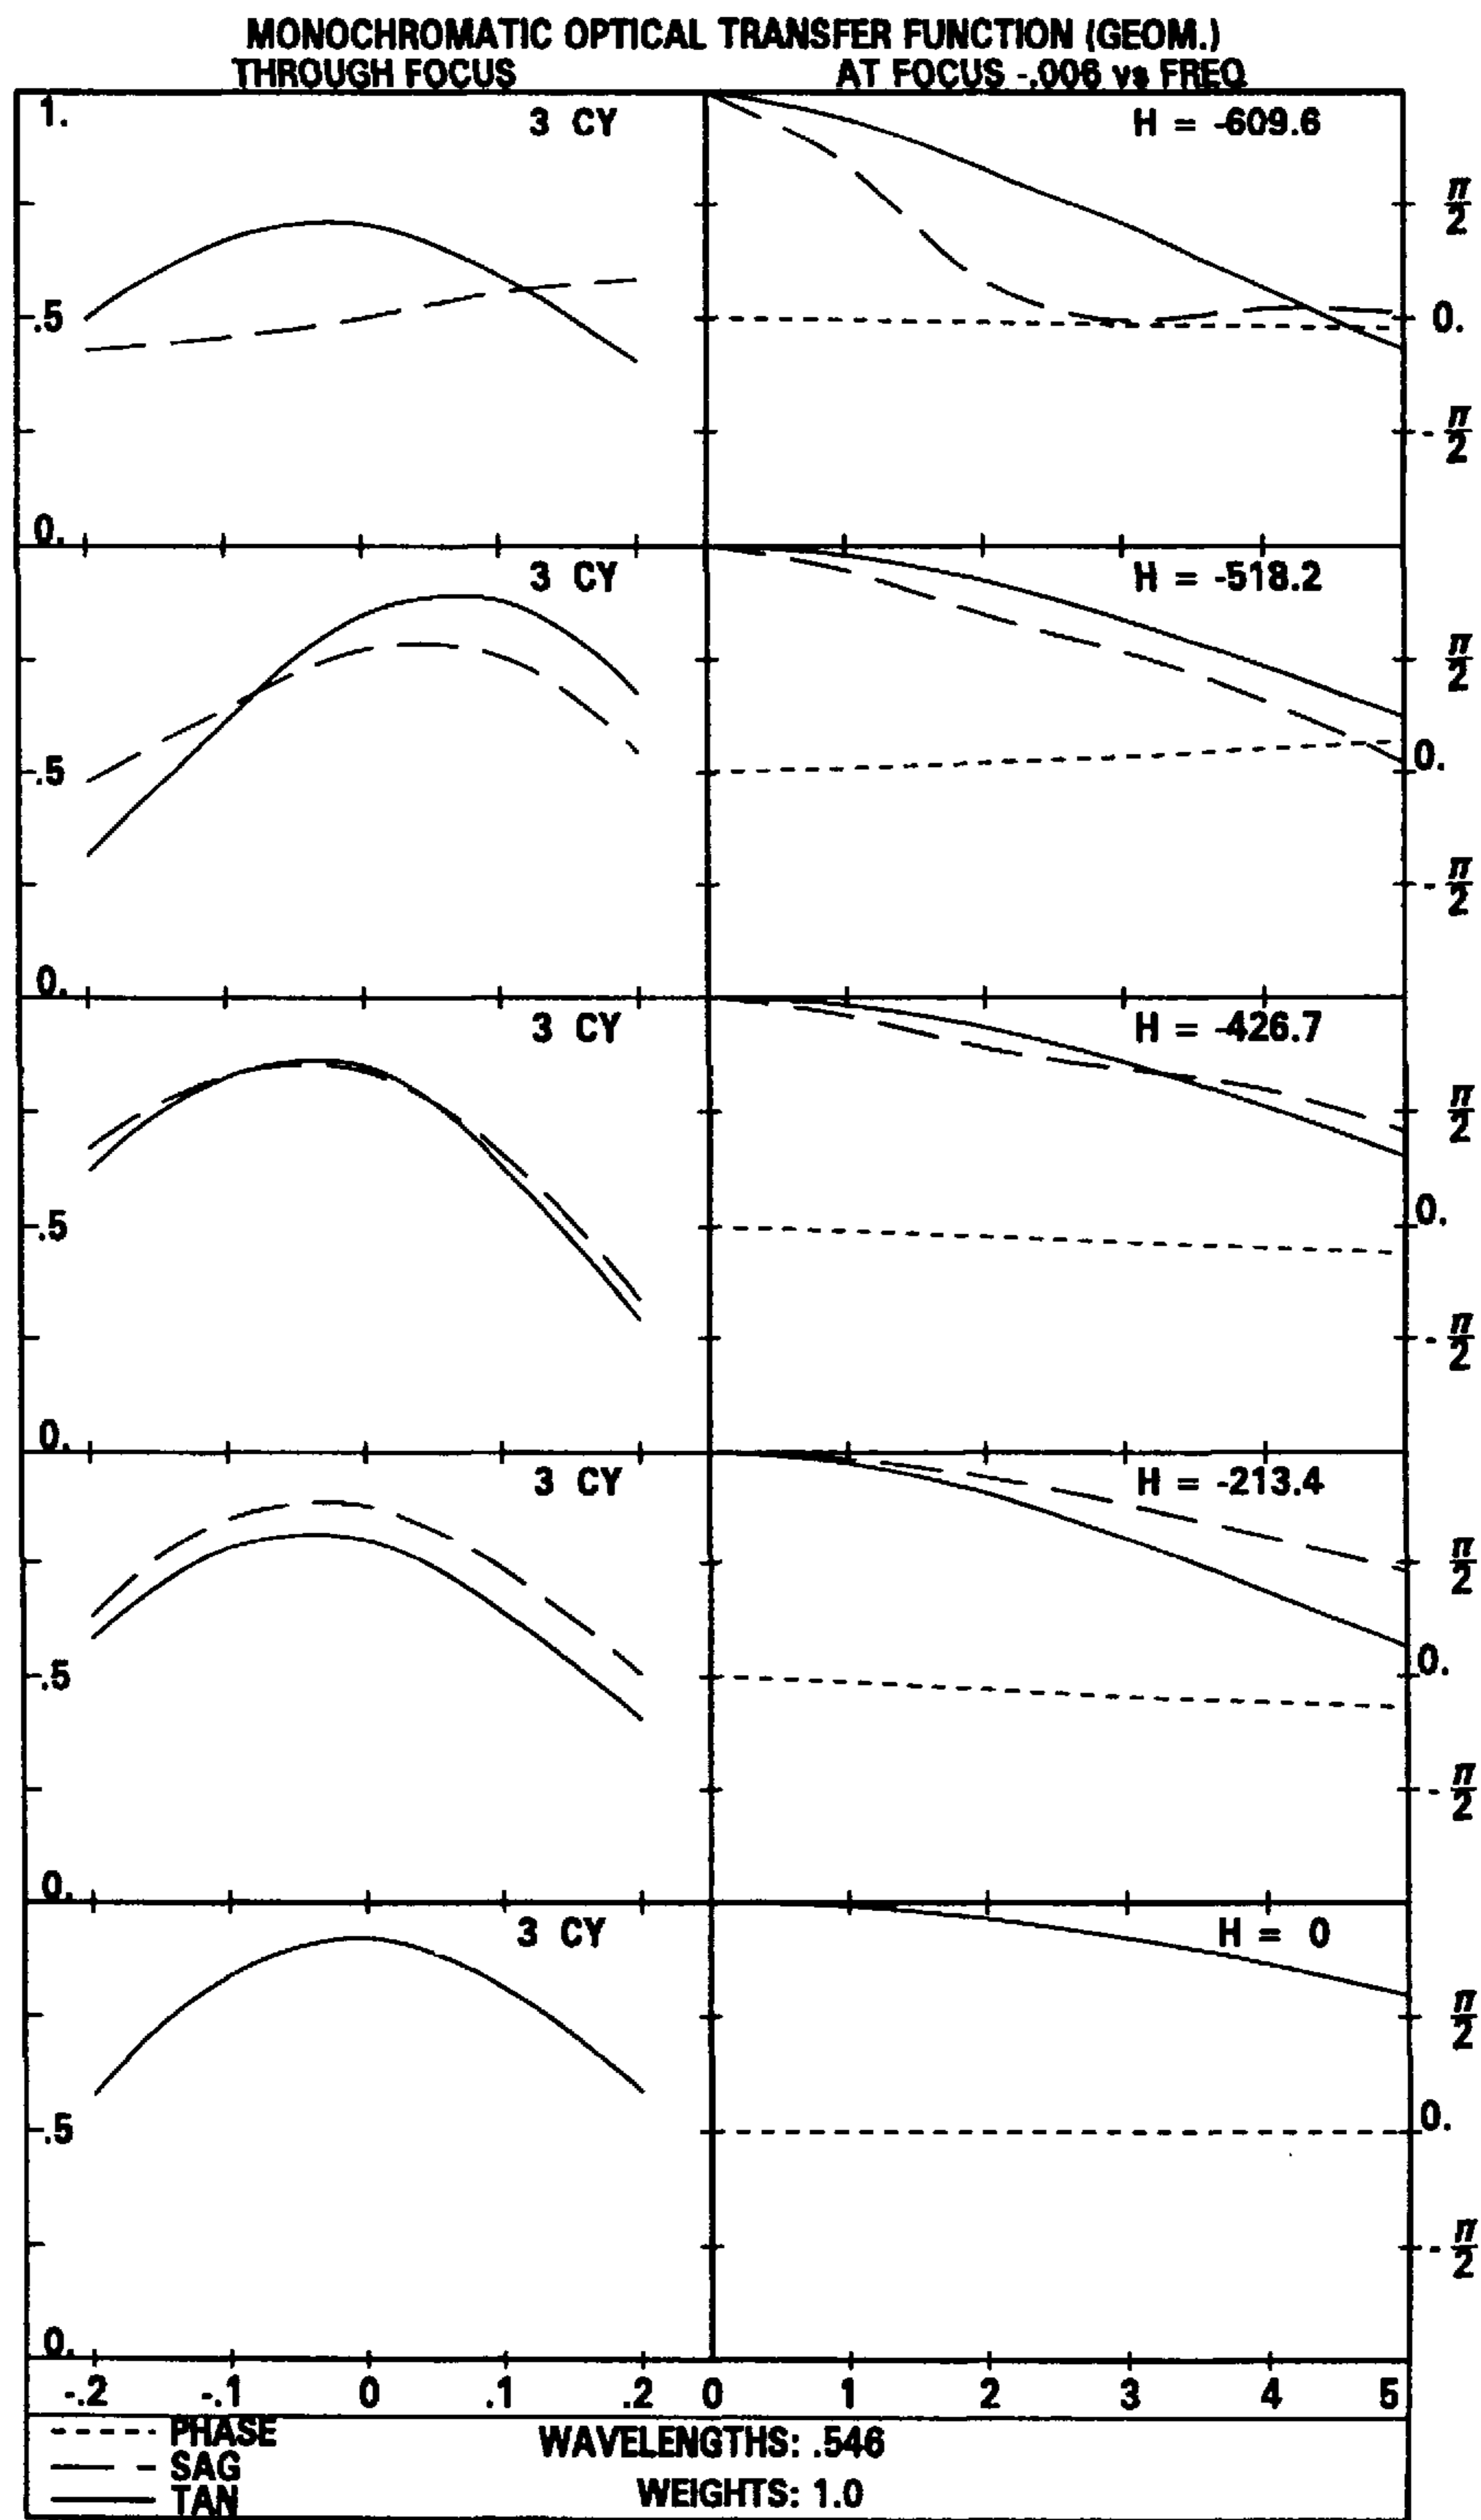 MONOCHROMATIC OPTICAL TRANSFER FUNCTION (GEOM.)
THROUGH FOCUS AT FOCUS -.006 vs FREQ
1. 3 CY H = -609.6
π/2
.5 0.
-π/2
0.
3 CY H = -518.2
π/2
.5 0.
-π/2
0.
3 CY H = -426.7
π/2
.5 0.
-π/2
0.
3 CY H = -213.4
π/2
.5 0.
-π/2
0.
3 CY H = 0
π/2
.5 0.
-π/2
0.
-.2 -.1 0 .1 .2 0 1 2 3 4 5
PHASE
SAG
TAN
WAVELENGTHS: .546
WEIGHTS: 1.0